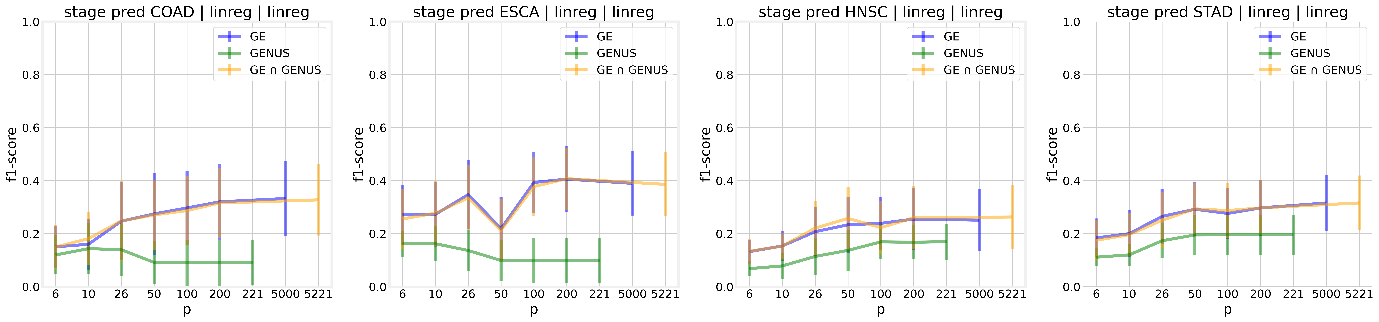 stage pred COAD | linreg | linreg
1.0
0.8
0.6
0.4
0.2
0.0
f1-score
GE
GENUS
GE ∩ GENUS
6 10 26 50 100 200 221 5000 5221
p
stage pred ESCA | linreg | linreg
1.0
0.8
0.6
0.4
0.2
0.0
f1-score
GE
GENUS
GE ∩ GENUS
6 10 26 50 100 200 221 5000 5221
p
stage pred HNSC | linreg | linreg
1.0
0.8
0.6
0.4
0.2
0.0
f1-score
GE
GENUS
GE ∩ GENUS
6 10 26 50 100 200 221 5000 5221
p
stage pred STAD | linreg | linreg
1.0
0.8
0.6
0.4
0.2
0.0
f1-score
GE
GENUS
GE ∩ GENUS
6 10 26 50 100 200 221 5000 5221
p